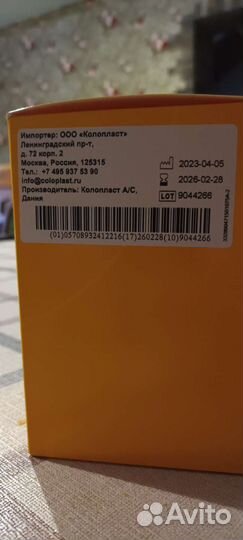 Импортер: ООО «Колопласт»
Ленинградский пр-т,
д. 72 корп. 2
Москва, Россия, 125315
Тел.: +7 495 937 53 90
info@coloplast.ru
Производитель: Колопласт А/С,
Дания
2023-04-05
2026-02-28
LOT 9044266
(01)05708932412216(17)260228(10)9044266
Avito